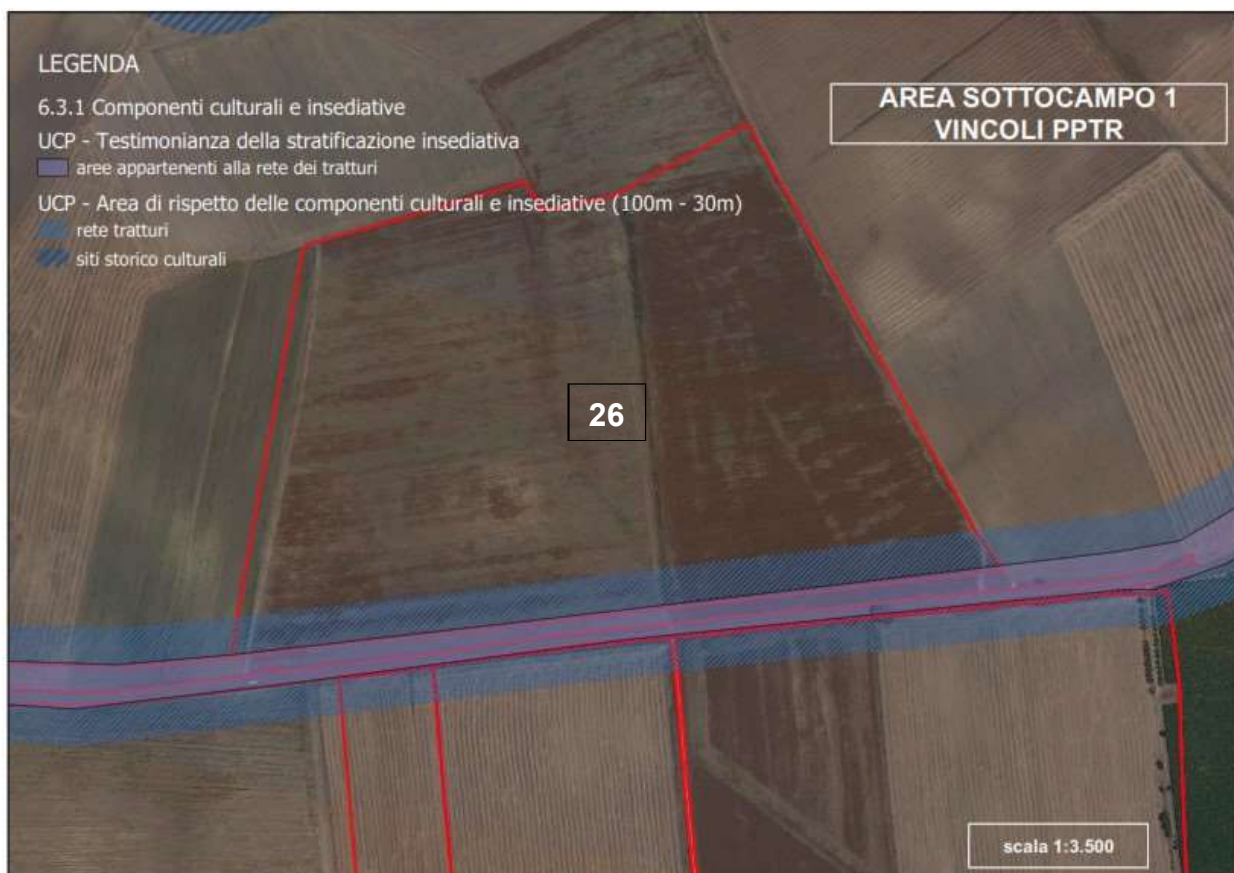 LEGENDA
6.3.1 Componenti culturali e insediative
UCP - Testimonianza della stratificazione insediativa
aree appartenenti alla rete dei tratturi
UCP - Area di rispetto delle componenti culturali e insediative (100m - 30m)
rete tratturi
siti storico culturali
AREA SOTTOCAMPO 1
VINCOLI PPTR
26
scala 1:3.500